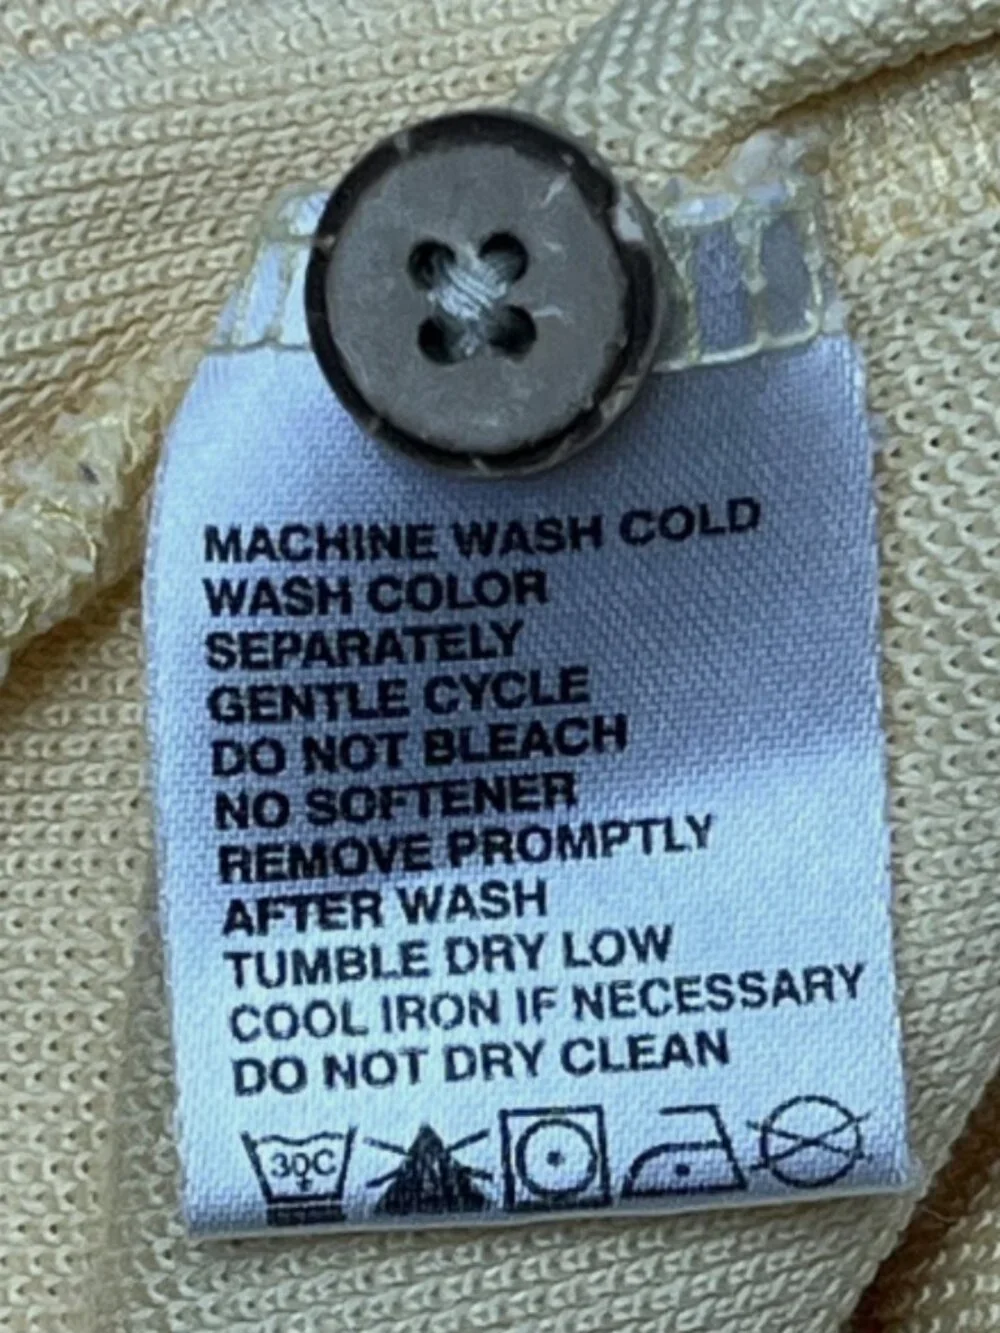 MACHINE WASH COLD
WASH COLOR
SEPARATELY
GENTLE CYCLE
DO NOT BLEACH
NO SOFTENER
REMOVE PROMPTLY
AFTER WASH
TUMBLE DRY LOW
COOL IRON IF NECESSARY
DO NOT DRY CLEAN
30C